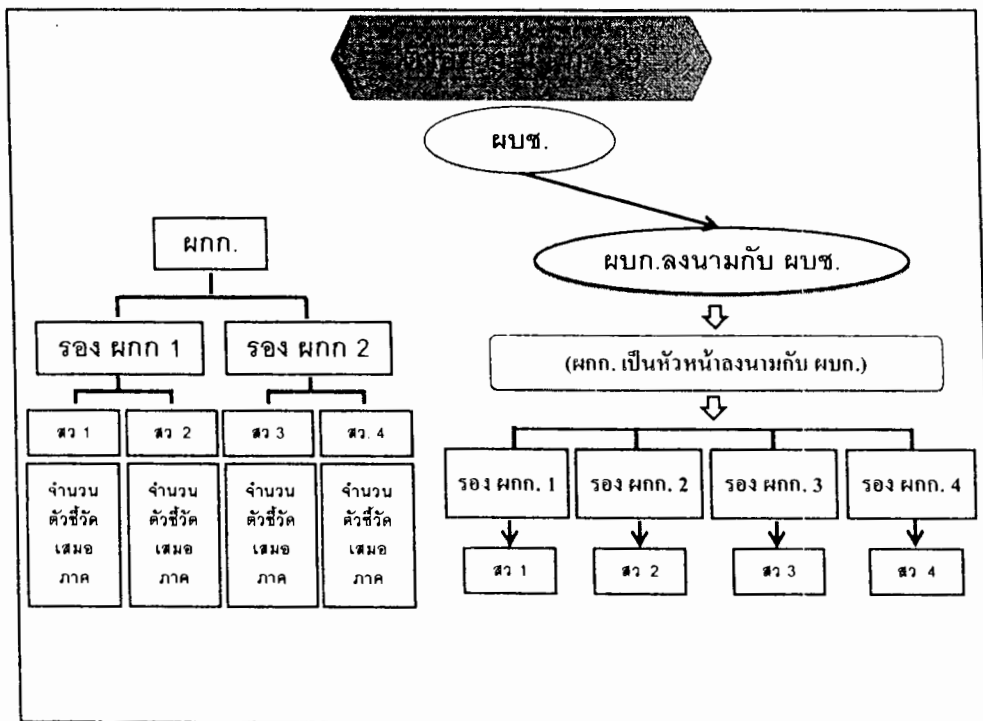 ผบช.
ผบก.ลงนามกับ ผบช.
(ผกก. เป็นหัวหน้าลงนามกับ ผบก.)
รอง ผกก. 1 รอง ผกก. 2 รอง ผกก. 3 รอง ผกก. 4
สว 1 สว 2 สว 3 สว 4
ผกก.
รอง ผกก 1 รอง ผกก 2
สว 1 สว 2 สว 3 สว. 4
จำนวน จำนวน จำนวน จำนวน
ตัวชี้วัด ตัวชี้วัด ตัวชี้วัด ตัวชี้วัด
เสมอ เสมอ เสมอ เสมอ
ภาค ภาค ภาค ภาค